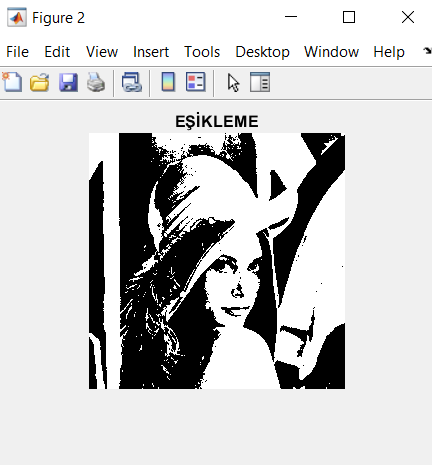 Figure 2
File Edit View Insert Tools Desktop Window Help
EŞİKLEME